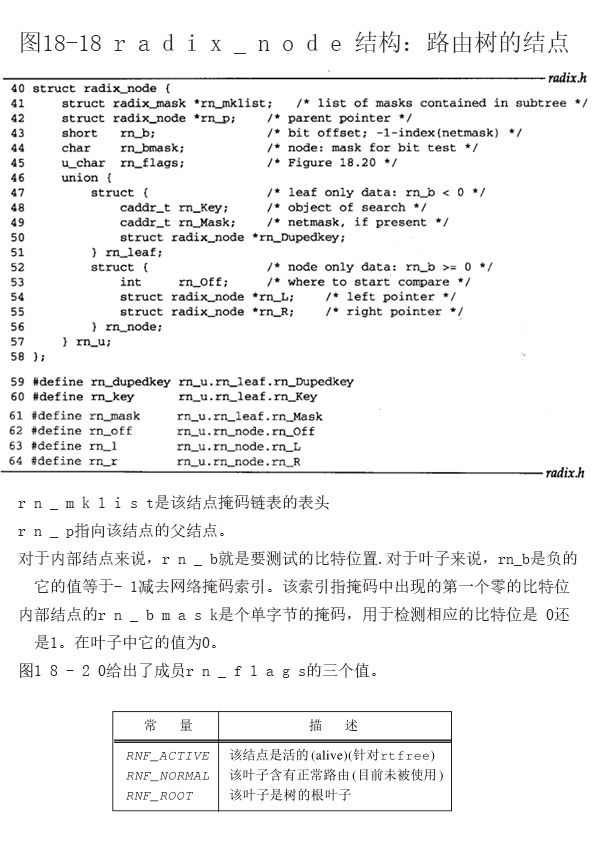 图18-18 r a d i x _ n o d e 结构：路由树的结点
radix.h
40 struct radix_node {
41     struct radix_mask *rn_mklist;   /* list of masks contained in subtree */
42     struct radix_node *rn_p;    /* parent pointer */
43     short   rn_b;               /* bit offset; -1-index(netmask) */
44     char    rn_bmask;           /* node: mask for bit test */
45     u_char  rn_flags;           /* Figure 18.20 */
46     union {
47         struct {                /* leaf only data: rn_b < 0 */
48             caddr_t rn_Key;     /* object of search */
49             caddr_t rn_Mask;    /* netmask, if present */
50             struct radix_node *rn_Dupedkey;
51         } rn_leaf;
52         struct {                /* node only data: rn_b >= 0 */
53             int     rn_Off;     /* where to start compare */
54             struct radix_node *rn_L;    /* left pointer */
55             struct radix_node *rn_R;    /* right pointer */
56         } rn_node;
57     } rn_u;
58 };
59 #define rn_dupedkey rn_u.rn_leaf.rn_Dupedkey
60 #define rn_key      rn_u.rn_leaf.rn_Key
61 #define rn_mask     rn_u.rn_leaf.rn_Mask
62 #define rn_off      rn_u.rn_node.rn_Off
63 #define rn_l        rn_u.rn_node.rn_L
64 #define rn_r        rn_u.rn_node.rn_R
radix.h
r n _ m k l i s t是该结点掩码链表的表头
r n _ p指向该结点的父结点。
对于内部结点来说，r n _ b就是要测试的比特位置.对于叶子来说，rn_b是负的
它的值等于- 1减去网络掩码索引。该索引指掩码中出现的第一个零的比特位
内部结点的r n _ b m a s k是个单字节的掩码，用于检测相应的比特位是 0还
是1。在叶子中它的值为0。
图1 8 - 2 0给出了成员r n _ f l a g s的三个值。
常 量 描 述
RNF_ACTIVE 该结点是活的(alive)(针对rtfree)
RNF_NORMAL 该叶子含有正常路由(目前未被使用)
RNF_ROOT 该叶子是树的根叶子